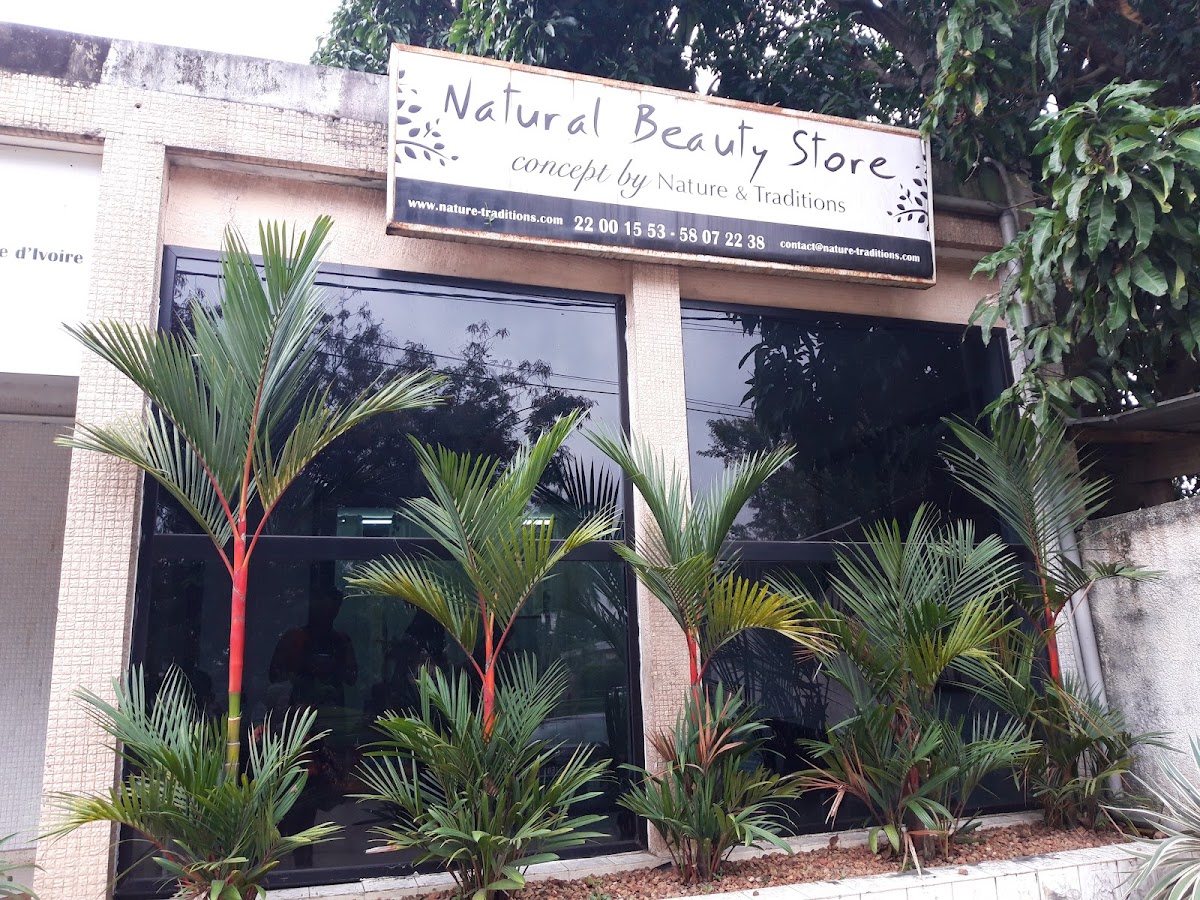 Natural Beauty Store
concept by Nature & Traditions
www.nature-traditions.com 22 00 15 53 - 58 07 22 38 contact@nature-traditions.com
e d'Ivoire